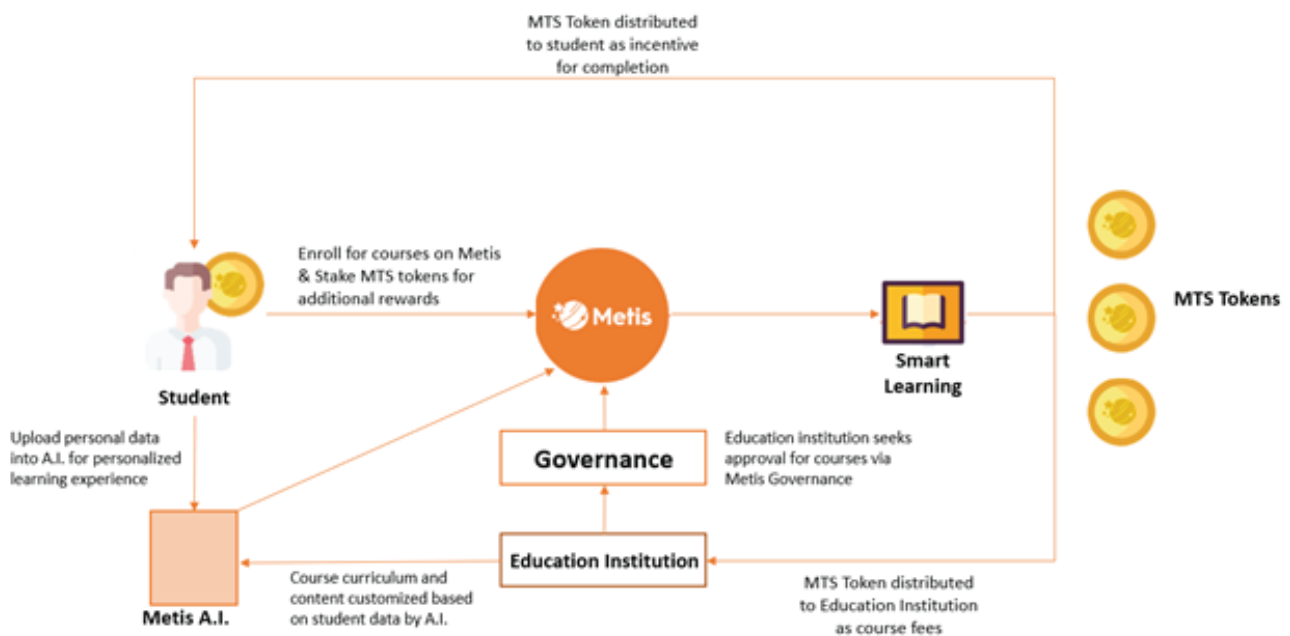 MTS Token distributed
to student as incentive
for completion
Enroll for courses on Metis
& Stake MTS tokens for
additional rewards
Metis
MTS Tokens
Smart
Learning
Student
Upload personal data
into A.I. for personalized
learning experience
Governance
Education institution seeks
approval for courses via
Metis Governance
Education Institution
Course curriculum and
content customized based
on student data by A.I.
Metis A.I.
MTS Token distributed
to Education Institution
as course fees